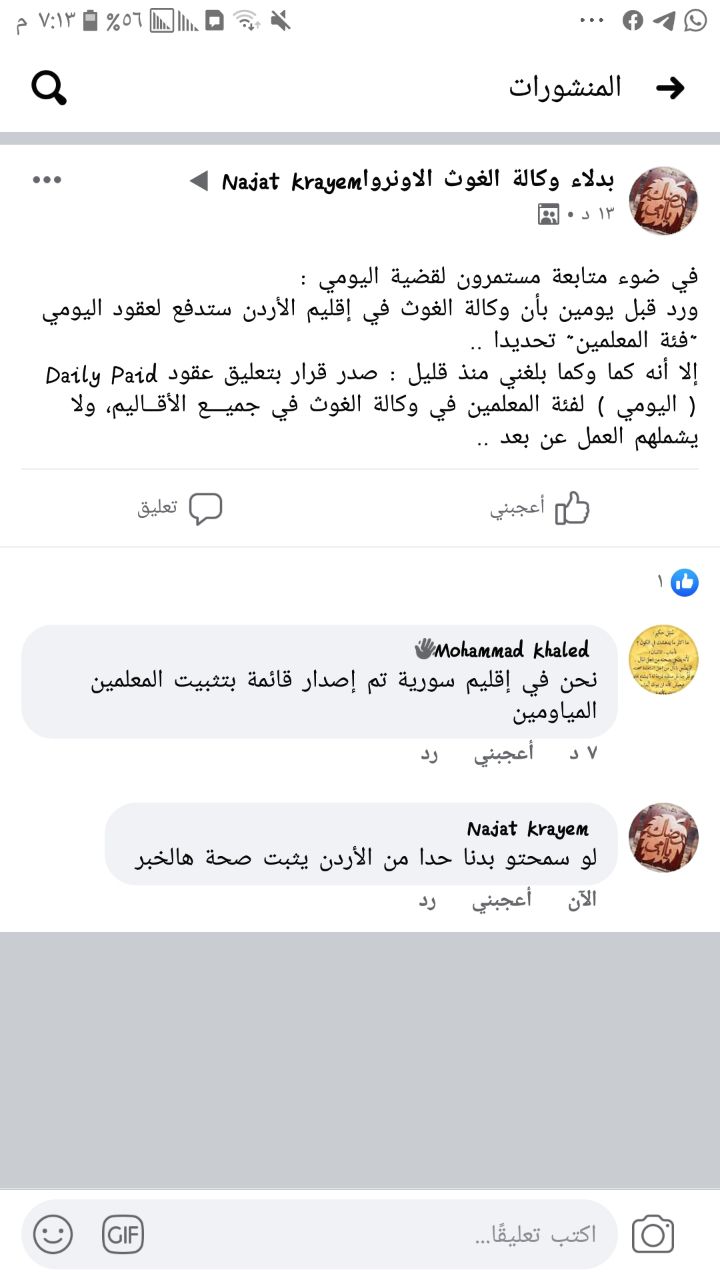 م ٧:١٣ %٥٦
المنشورات
Najat krayem ◀ بدلاء وكالة الغوث الاونروا
١٣ د
في ضوء متابعة مستمرون لقضية اليومي :
ورد قبل يومين بأن وكالة الغوث في إقليم الأردن ستدفع لعقود اليومي
"فئة المعلمين" تحديدا ..
إلا أنه كما وكما بلغني منذ قليل : صدر قرار بتعليق عقود Daily Paid
( اليومي ) لفئة المعلمين في وكالة الغوث في جميـــع الأقـــاليم، ولا
يشملهم العمل عن بعد ..
أعجبني تعليق
١
Mohammad khaled
نحن في إقليم سورية تم إصدار قائمة بتثبيت المعلمين
المياومين
٧ د أعجبني رد
Najat krayem
لو سمحتو بدنا حدا من الأردن يثبت صحة هالخبر
الآن أعجبني رد
اكتب تعليقًا...
GIF